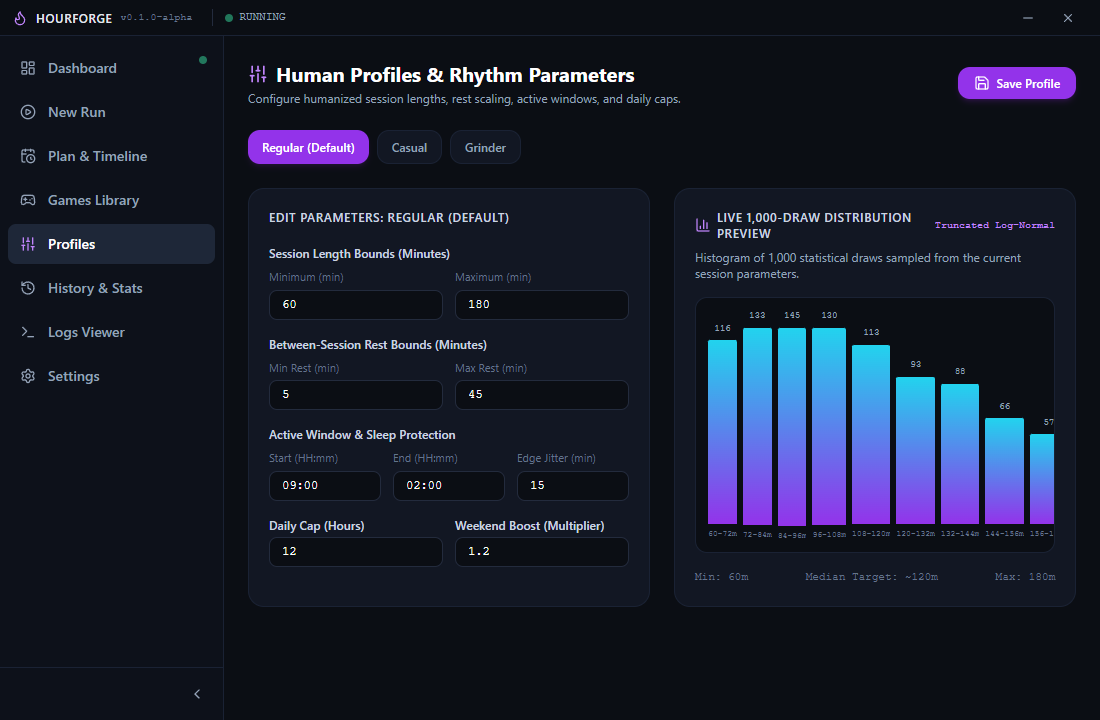 HOURFORGE v0.1.0-alpha RUNNING
Dashboard
New Run
Plan & Timeline
Games Library
Profiles
History & Stats
Logs Viewer
Settings
Human Profiles & Rhythm Parameters
Configure humanized session lengths, rest scaling, active windows, and daily caps.
Save Profile
Regular (Default) Casual Grinder
EDIT PARAMETERS: REGULAR (DEFAULT)
Session Length Bounds (Minutes)
Minimum (min) Maximum (min)
60 180
Between-Session Rest Bounds (Minutes)
Min Rest (min) Max Rest (min)
5 45
Active Window & Sleep Protection
Start (HH:mm) End (HH:mm) Edge Jitter (min)
09:00 02:00 15
Daily Cap (Hours) Weekend Boost (Multiplier)
12 1.2
LIVE 1,000-DRAW DISTRIBUTION
PREVIEW
Truncated Log-Normal
Histogram of 1,000 statistical draws sampled from the current
session parameters.
116 133 145 130 113 93 88 66 57
60-72m 72-84m 84-96m 96-108m 108-120m 120-132m 132-144m 144-156m 156-1
Min: 60m Median Target: ~120m Max: 180m